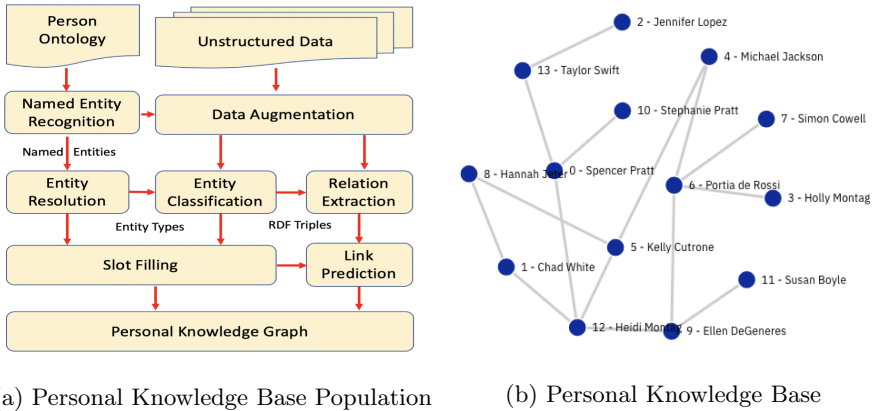 Person
Ontology
Unstructured Data
Named Entity
Recognition
Data Augmentation
Named Entities
Entity
Resolution
Entity
Classification
Relation
Extraction
Entity Types
RDF Triples
Slot Filling
Link
Prediction
Personal Knowledge Graph
a) Personal Knowledge Base Population
2 - Jennifer Lopez
4 - Michael Jackson
13 - Taylor Swift
10 - Stephanie Pratt
7 - Simon Cowell
8 - Hannah Jeter
0 - Spencer Pratt
6 - Portia de Rossi
3 - Holly Montag
5 - Kelly Cutrone
1 - Chad White
11 - Susan Boyle
12 - Heidi Montag
9 - Ellen DeGeneres
(b) Personal Knowledge Base